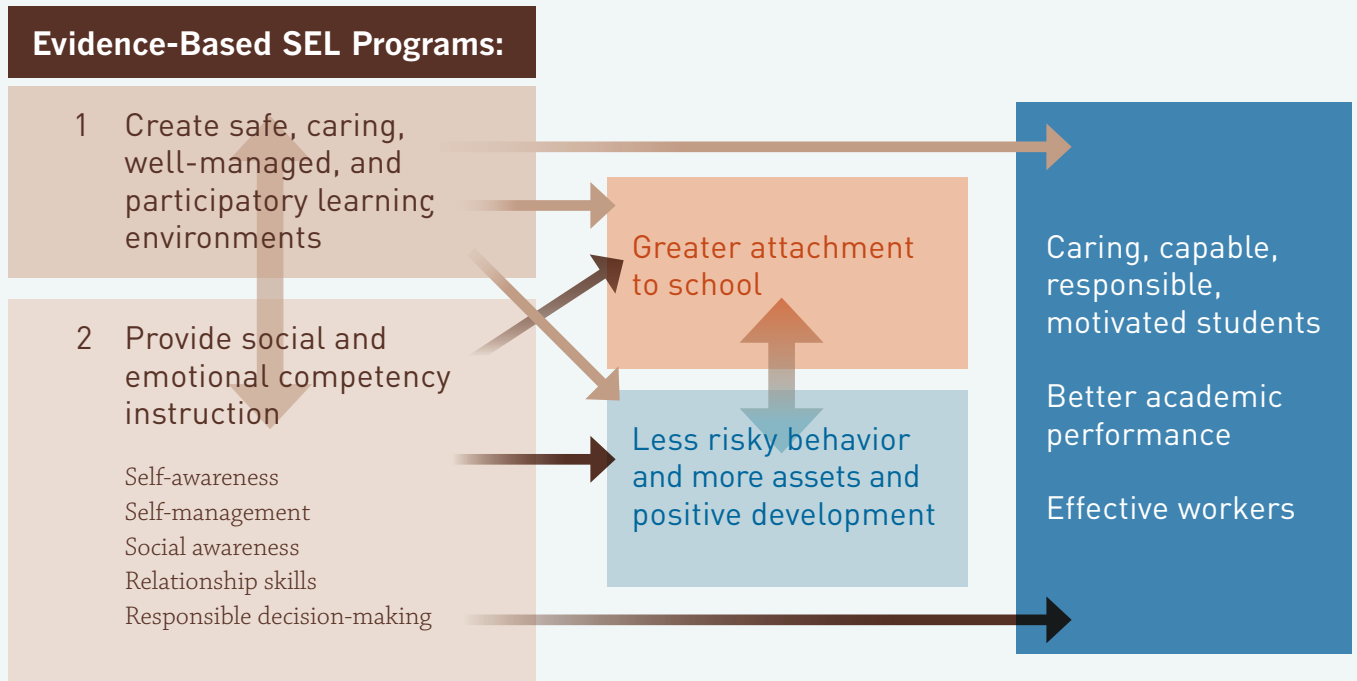 Evidence-Based SEL Programs:
1 Create safe, caring,
well-managed, and
participatory learning
environments
2 Provide social and
emotional competency
instruction
Self-awareness
Self-management
Social awareness
Relationship skills
Responsible decision-making
Greater attachment
to school
Less risky behavior
and more assets and
positive development
Caring, capable,
responsible,
motivated students
Better academic
performance
Effective workers